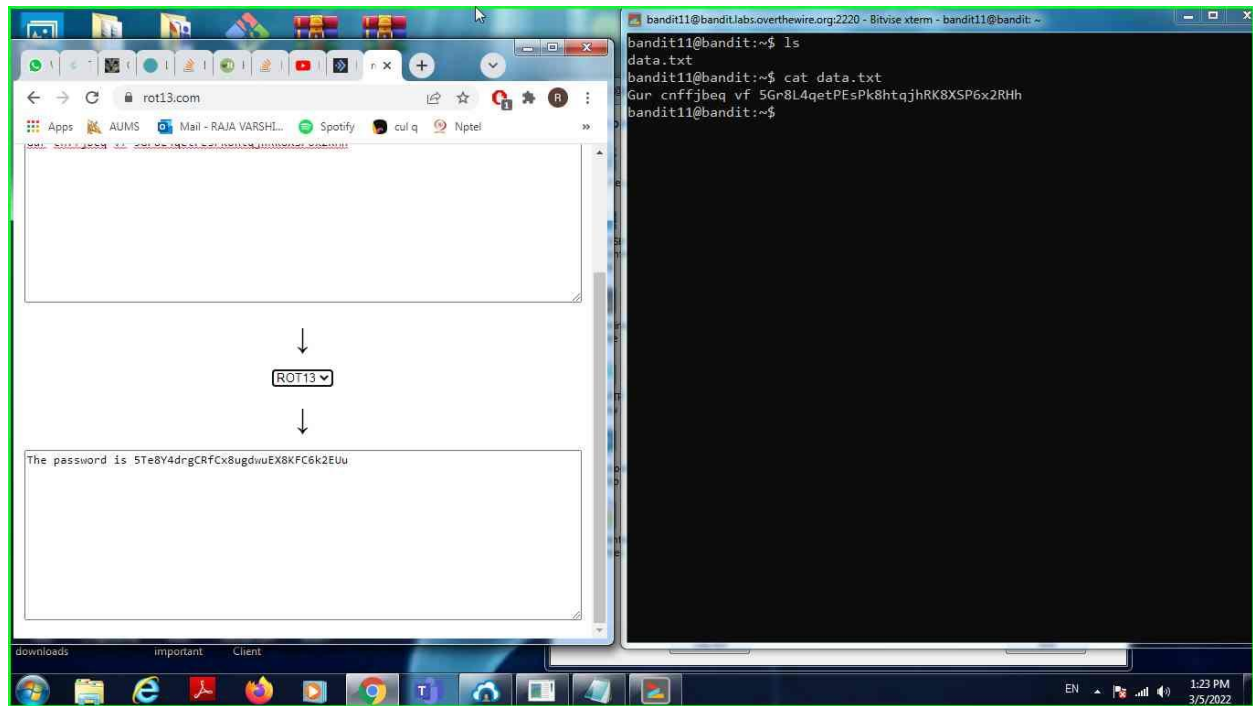 bandit11@bandit.labs.overthewire.org:2220 - Bitvise xterm - bandit11@bandit: ~
bandit11@bandit:~$ ls
data.txt
bandit11@bandit:~$ cat data.txt
Gur cnffjbeq vf 5Gr8L4qetPEsPk8htqjhRK8XSP6x2RHh
bandit11@bandit:~$
rot13.com
Apps AUMS Mail - RAJA VARSHI... Spotify cul q Nptel »
↓
ROT13
↓
The password is 5Te8Y4drgCRfCx8ugdwuEX8KFC6k2EUu
downloads important Client
EN 1:23 PM
3/5/2022